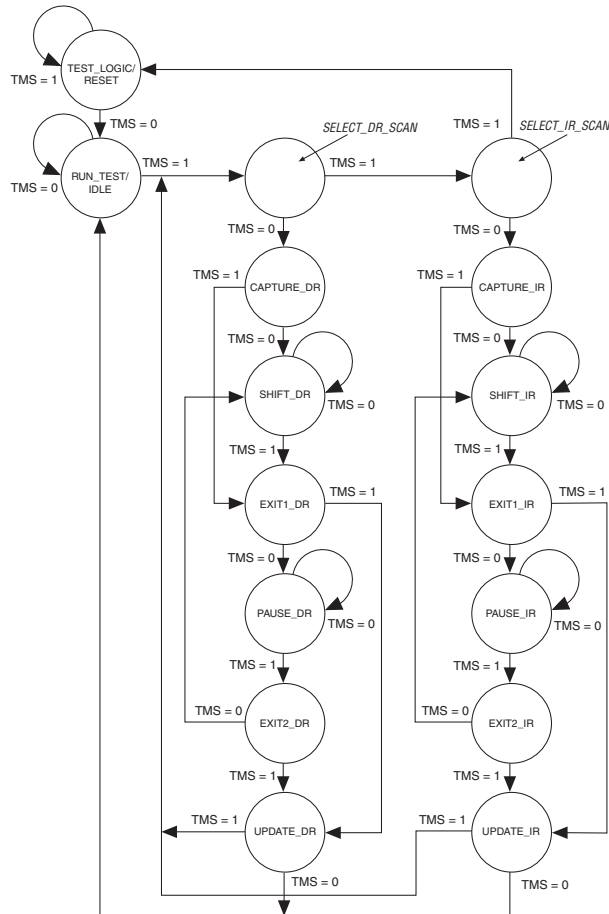 TEST_LOGIC/
RESET
TMS = 1
TMS = 0
SELECT_DR_SCAN
TMS = 1
SELECT_IR_SCAN
TMS = 0
RUN_TEST/
IDLE
TMS = 1
TMS = 1
TMS = 0
TMS = 0
TMS = 1
CAPTURE_DR
TMS = 1
CAPTURE_IR
TMS = 0
TMS = 0
SHIFT_DR
TMS = 0
SHIFT_IR
TMS = 0
TMS = 1
TMS = 1
EXIT1_DR
TMS = 1
EXIT1_IR
TMS = 1
TMS = 0
TMS = 0
PAUSE_DR
TMS = 0
PAUSE_IR
TMS = 0
TMS = 1
TMS = 1
TMS = 0
EXIT2_DR
TMS = 0
EXIT2_IR
TMS = 1
TMS = 1
TMS = 1
UPDATE_DR
TMS = 1
UPDATE_IR
TMS = 0
TMS = 0